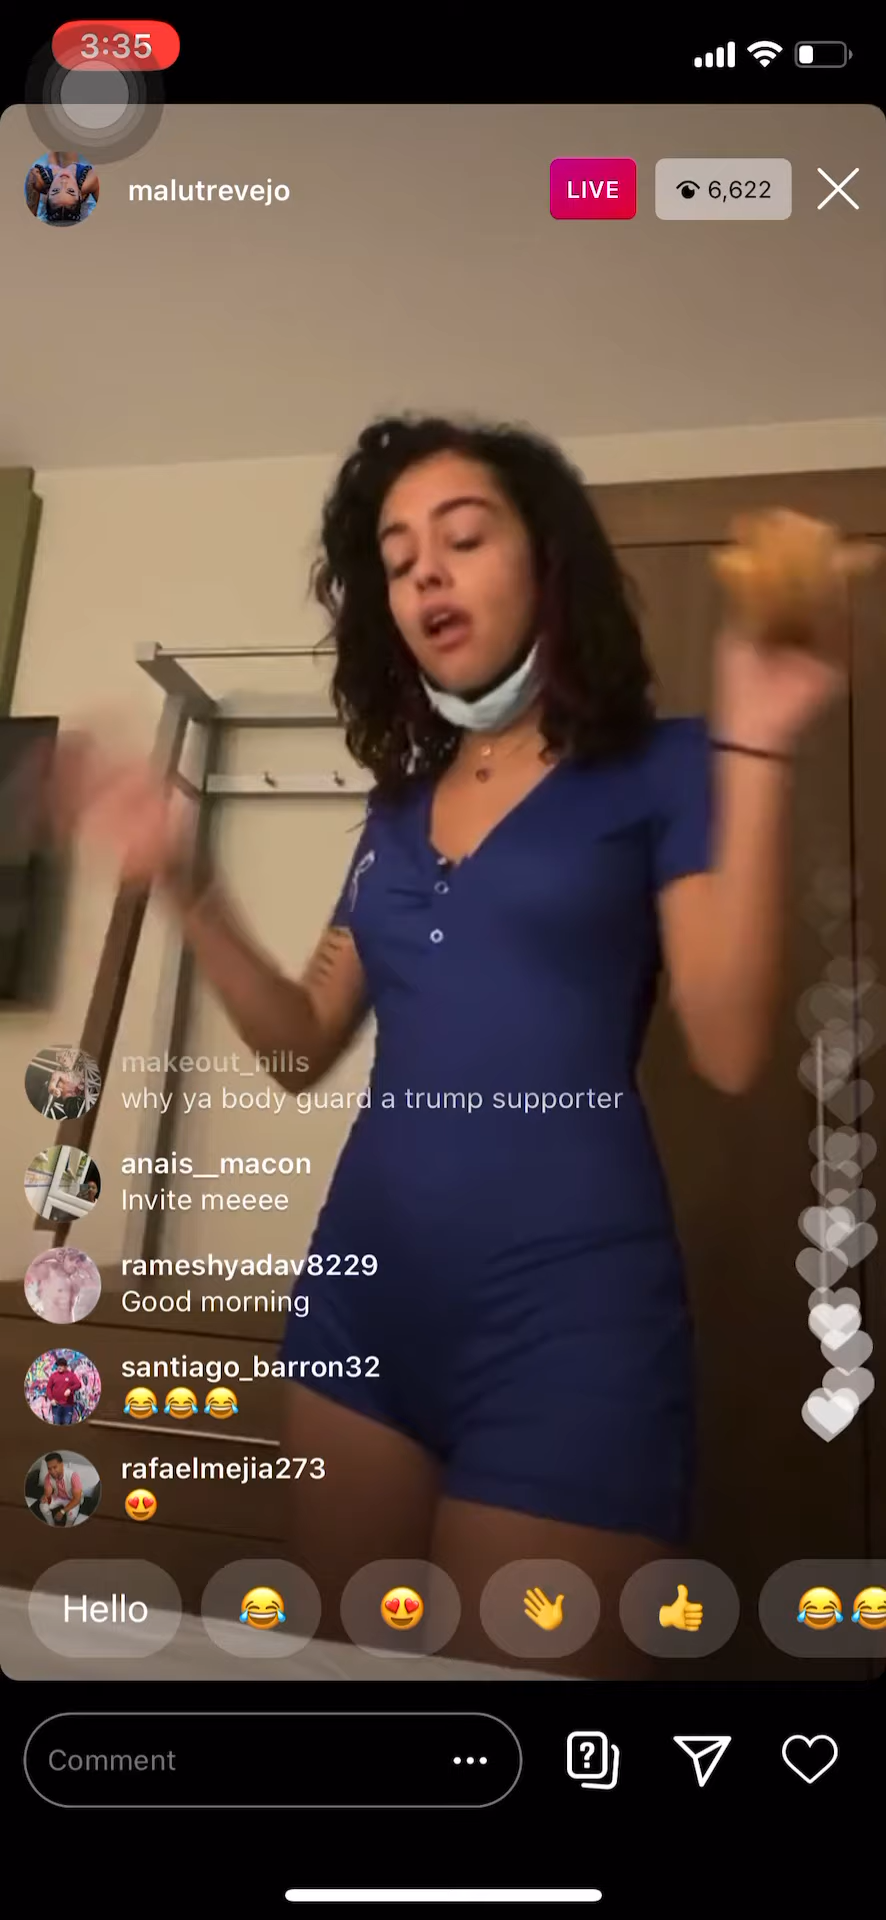 3:35
malutrevejo
LIVE
6,622
makeout_hills
why ya body guard a trump supporter
anais__macon
Invite meeee
rameshyadav8229
Good morning
santiago_barron32
😂😂😂
rafaelmejia273
😍
Hello 😂 😍 👋 👍 😂😂
Comment
?